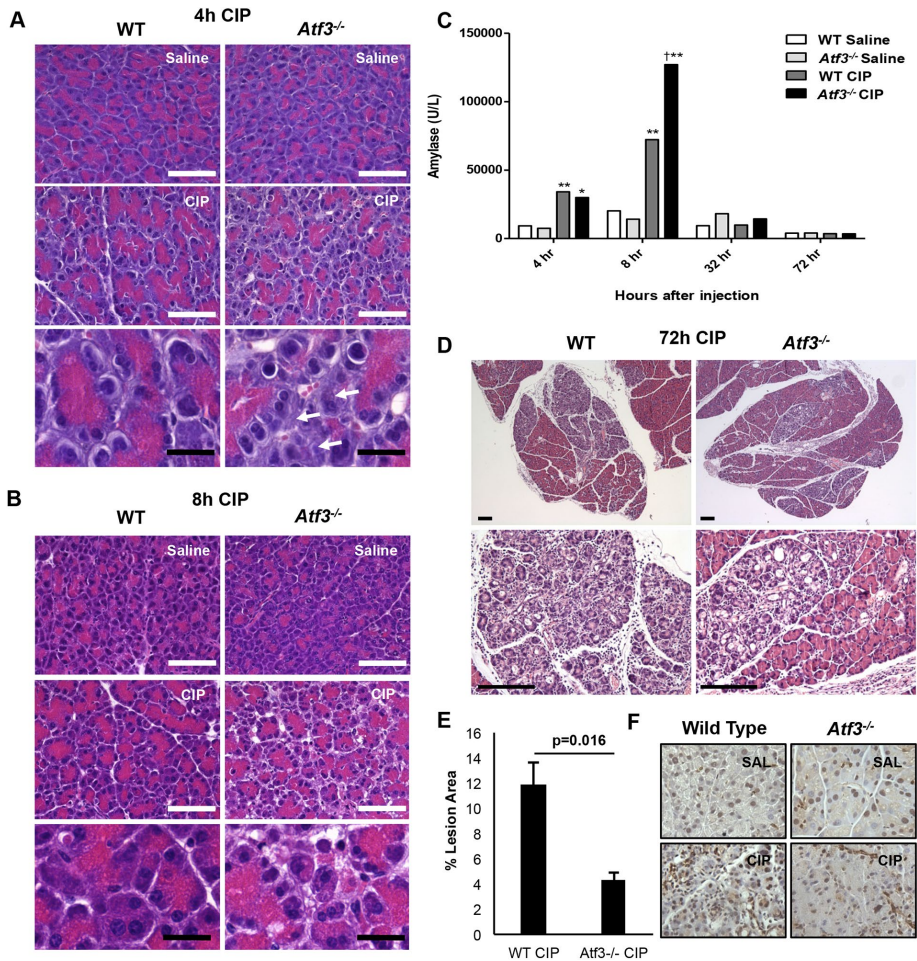 A
4h CIP
WT
Atf3-/-
Saline
Saline
CIP
CIP
B
8h CIP
WT
Atf3-/-
Saline
Saline
CIP
CIP
C
150000
100000
50000
0
Amylase (U/L)
**
*
**
†**
4 hr
8 hr
32 hr
72 hr
Hours after injection
WT Saline
Atf3-/- Saline
WT CIP
Atf3-/- CIP
D
72h CIP
WT
Atf3-/-
E
16
14
12
10
8
6
4
2
0
% Lesion Area
p=0.016
WT CIP
Atf3-/- CIP
F
Wild Type
Atf3-/-
SAL
SAL
CIP
CIP